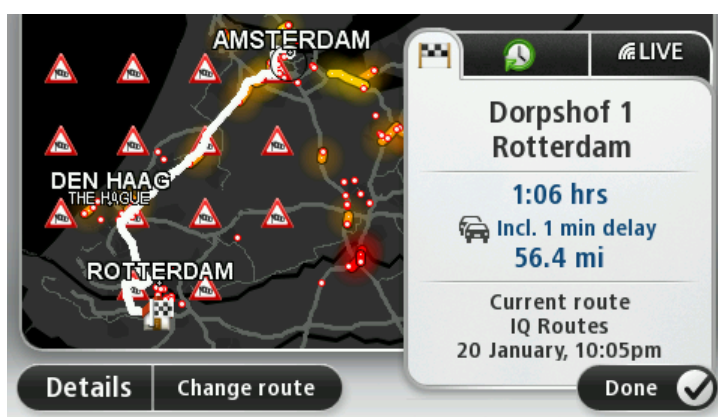 AMSTERDAM
DEN HAAG
THE HAGUE
ROTTERDAM
LIVE
Dorpshof 1
Rotterdam
1:06 hrs
Incl. 1 min delay
56.4 mi
Current route
IQ Routes
20 January, 10:05pm
Details
Change route
Done